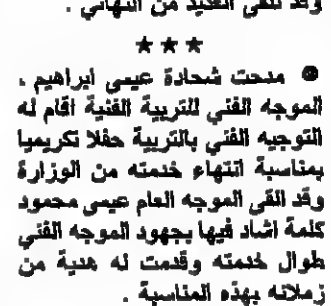 وقد تلقى العديد من التهاني .
★★★
● مدحت شحادة عيسى ابراهيم ،
الموجه الفني للتربية الفنية اقام له
التوجيه الفني بالتربية حفلا تكريميا
بمناسبة انتهاء خدمته من الوزارة
وقد القى الموجه العام عيسى محمود
كلمة اشاد فيها بجهود الموجه الفني
طوال خدمته وقدمت له هدية من
زملائه بهذه المناسبة .